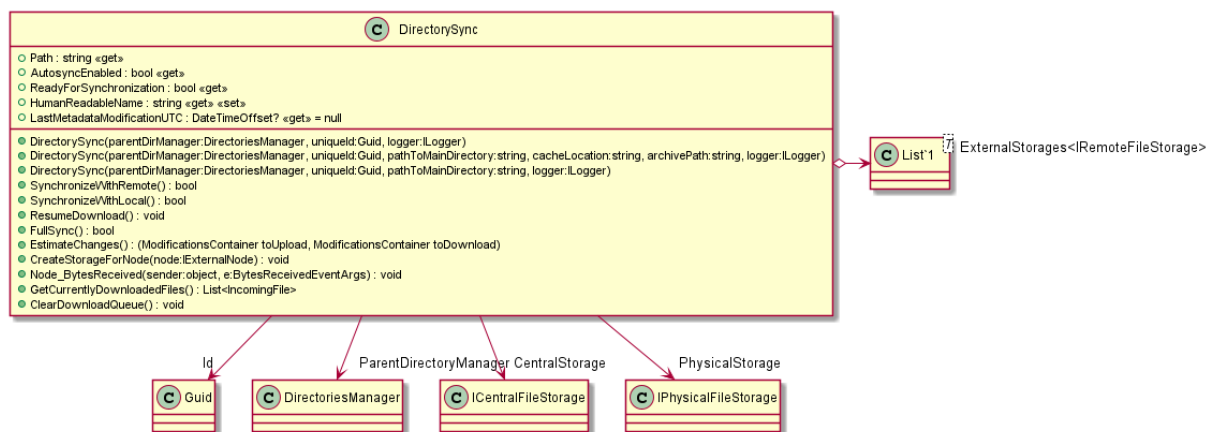 C DirectorySync
Path : string «get»
AutosyncEnabled : bool «get»
ReadyForSynchronization : bool «get»
HumanReadableName : string «get» «set»
LastMetadataModificationUTC : DateTimeOffset? «get» = null
DirectorySync(parentDirManager:DirectoriesManager, uniqueId:Guid, logger:ILogger)
DirectorySync(parentDirManager:DirectoriesManager, uniqueId:Guid, pathToMainDirectory:string, cacheLocation:string, archivePath:string, logger:ILogger)
DirectorySync(parentDirManager:DirectoriesManager, uniqueId:Guid, pathToMainDirectory:string, logger:ILogger)
SynchronizeWithRemote() : bool
SynchronizeWithLocal() : bool
ResumeDownload() : void
FullSync() : bool
EstimateChanges() : (ModificationsContainer toUpload, ModificationsContainer toDownload)
CreateStorageForNode(node:IExternalNode) : void
Node_BytesReceived(sender:object, e:BytesReceivedEventArgs) : void
GetCurrentlyDownloadedFiles() : List<IncomingFile>
ClearDownloadQueue() : void
C List`1 T
ExternalStorages<IRemoteFileStorage>
Id
ParentDirectoryManager
CentralStorage
PhysicalStorage
C Guid
C DirectoriesManager
C ICentralFileStorage
C IPhysicalFileStorage